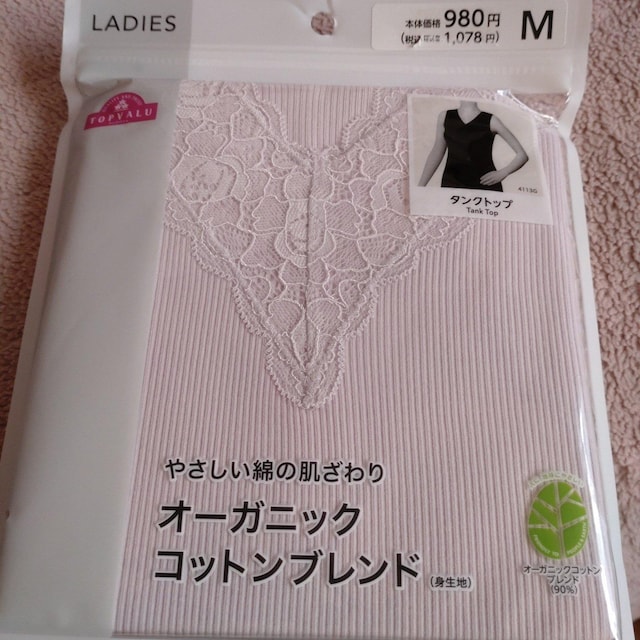 LADIES
本体価格 980円
1,078円)
M
TOPVALU
4119G
タンクトップ
Tank Top
やさしい綿の肌ざわり
オーガニック
コットンブレンド (身生地)
オーガニックコットン
ブレンド
(90%)